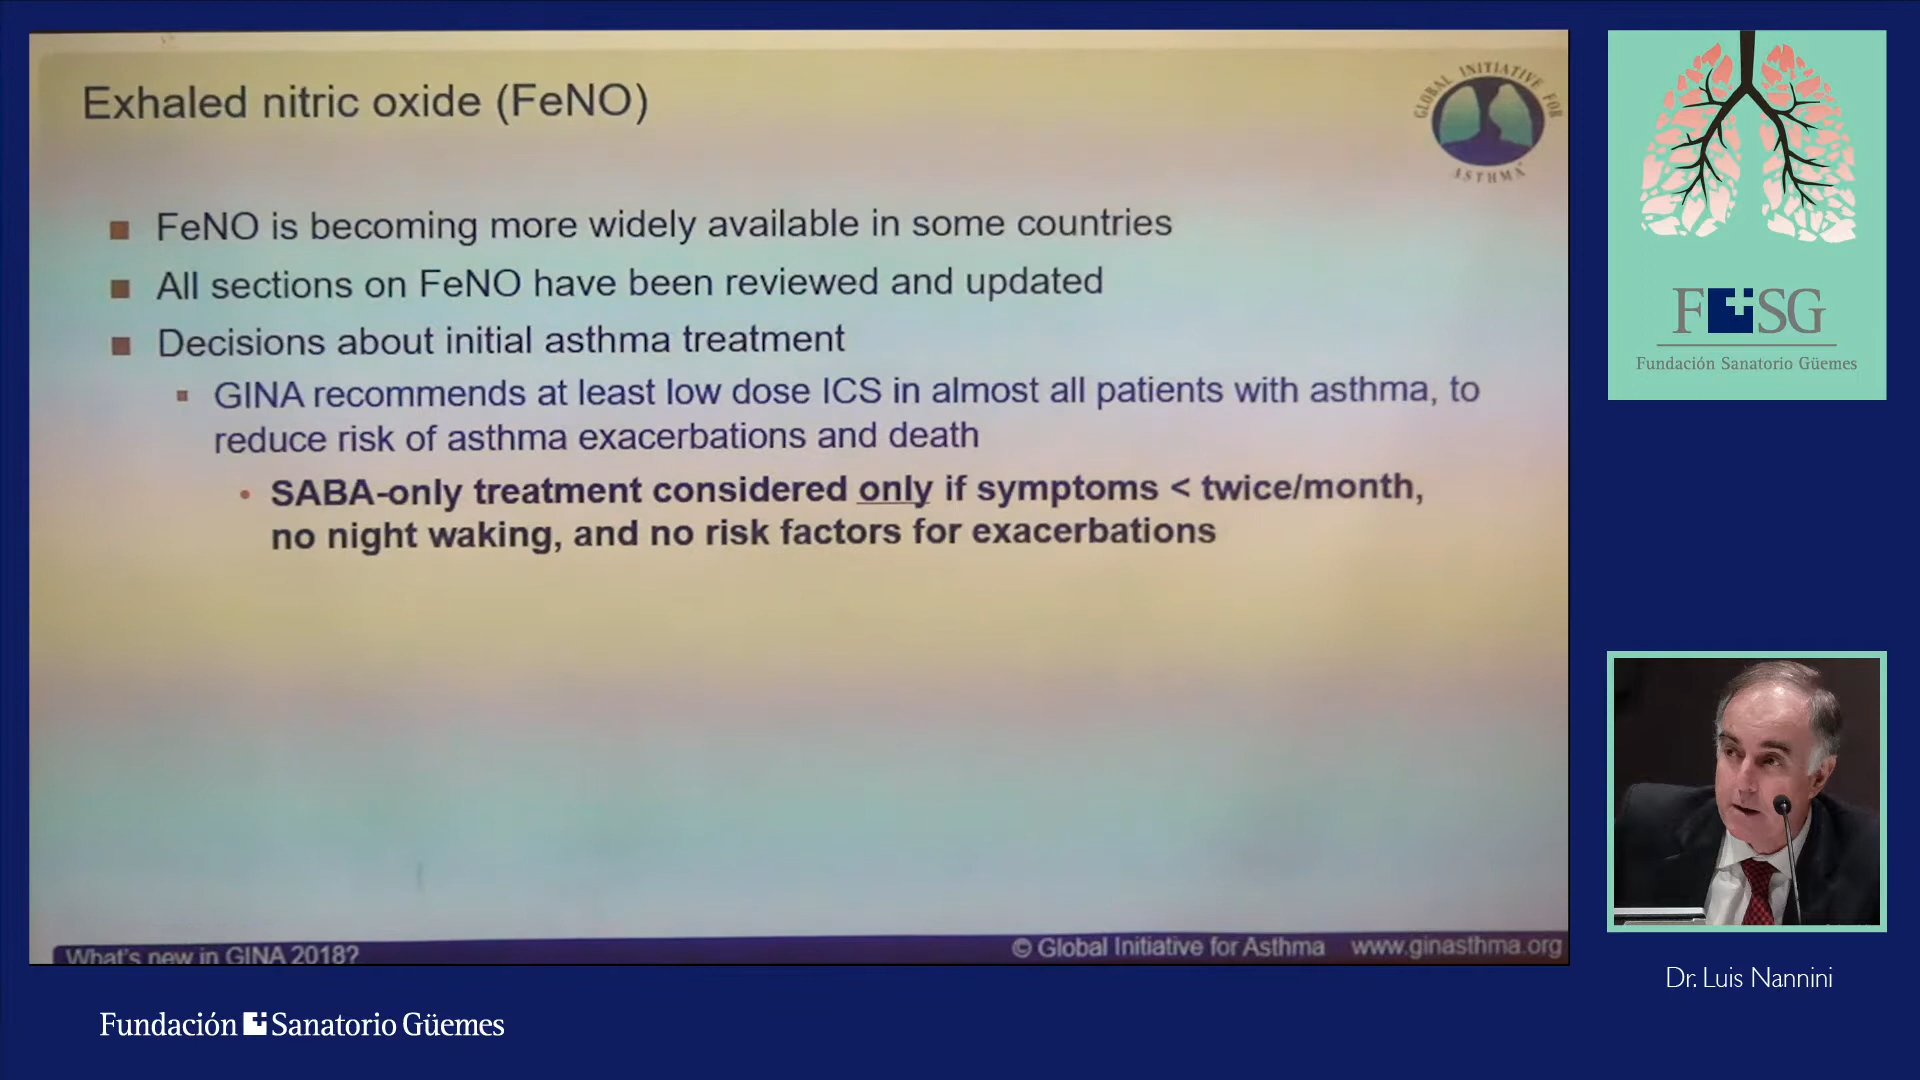 Exhaled nitric oxide (FeNO)
GLOBAL INITIATIVE FOR
ASTHMA
FeNO is becoming more widely available in some countries
All sections on FeNO have been reviewed and updated
Decisions about initial asthma treatment
GINA recommends at least low dose ICS in almost all patients with asthma, to
reduce risk of asthma exacerbations and death
SABA-only treatment considered only if symptoms < twice/month,
no night waking, and no risk factors for exacerbations
What's new in GINA 2018?
© Global Initiative for Asthma www.ginasthma.org
FSG
Fundación Sanatorio Güemes
Dr. Luis Nannini
Fundación Sanatorio Güemes